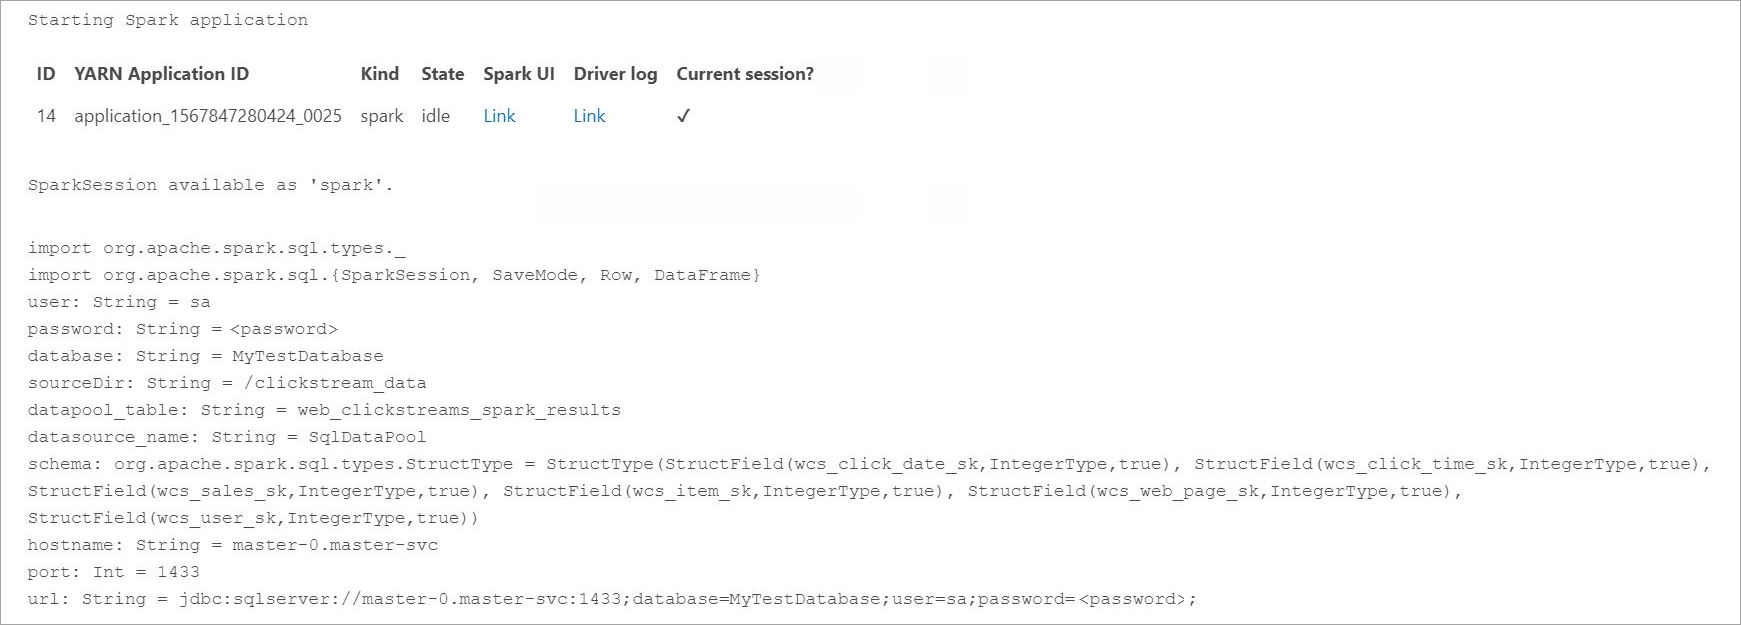 Starting Spark application
ID YARN Application ID Kind State Spark UI Driver log Current session?
14 application_1567847280424_0025 spark idle Link Link ✓
SparkSession available as 'spark'.
import org.apache.spark.sql.types._
import org.apache.spark.sql.{SparkSession, SaveMode, Row, DataFrame}
user: String = sa
password: String = <password>
database: String = MyTestDatabase
sourceDir: String = /clickstream_data
datapool_table: String = web_clickstreams_spark_results
datasource_name: String = SqlDataPool
schema: org.apache.spark.sql.types.StructType = StructType(StructField(wcs_click_date_sk,IntegerType,true), StructField(wcs_click_time_sk,IntegerType,true),
StructField(wcs_sales_sk,IntegerType,true), StructField(wcs_item_sk,IntegerType,true), StructField(wcs_web_page_sk,IntegerType,true),
StructField(wcs_user_sk,IntegerType,true))
hostname: String = master-0.master-svc
port: Int = 1433
url: String = jdbc:sqlserver://master-0.master-svc:1433;database=MyTestDatabase;user=sa;password=<password>;